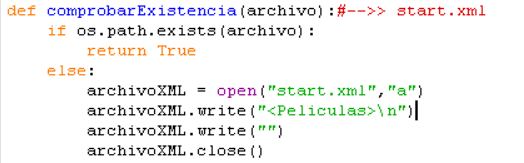 def comprobarExistencia(archivo):#-->> start.xml
    if os.path.exists(archivo):
        return True
    else:
        archivoXML = open("start.xml","a")
        archivoXML.write("<Peliculas>\n")
        archivoXML.write("")
        archivoXML.close()